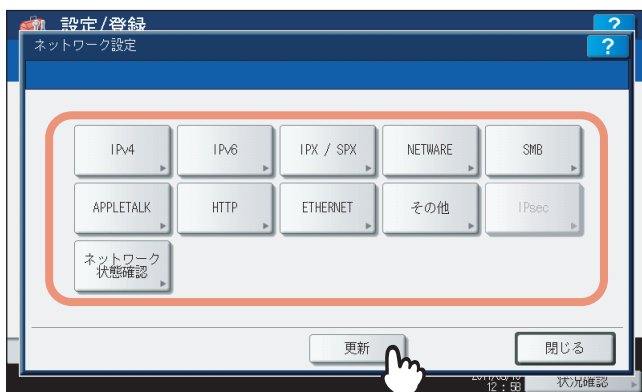 設定/登録
?
ネットワーク設定
?
IPv4
IPv6
IPX / SPX
NETWARE
SMB
APPLETALK
HTTP
ETHERNET
その他
IPsec
ネットワーク
状態確認
更新
閉じる
12:58
状況確認